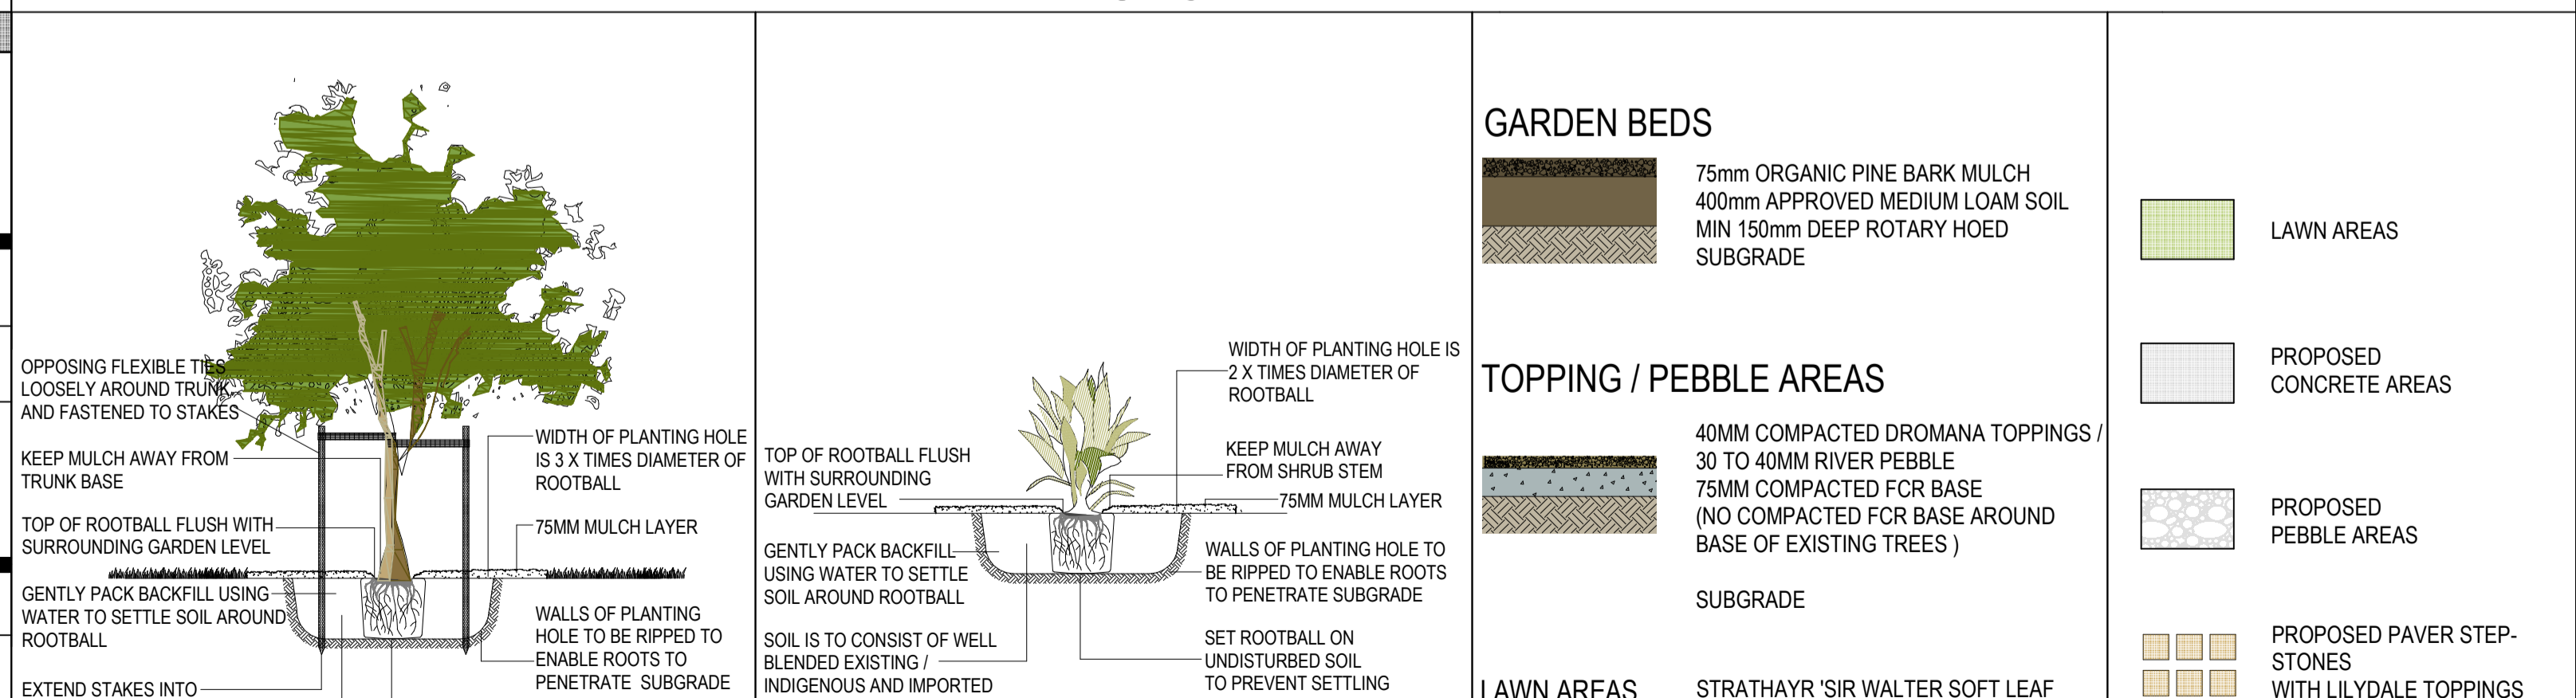 OPPOSING FLEXIBLE TIES
LOOSELY AROUND TRUNK
AND FASTENED TO STAKES
KEEP MULCH AWAY FROM
TRUNK BASE
TOP OF ROOTBALL FLUSH WITH
SURROUNDING GARDEN LEVEL
GENTLY PACK BACKFILL USING
WATER TO SETTLE SOIL AROUND
ROOTBALL
EXTEND STAKES INTO
WIDTH OF PLANTING HOLE
IS 3 X TIMES DIAMETER OF
ROOTBALL
75MM MULCH LAYER
WALLS OF PLANTING
HOLE TO BE RIPPED TO
ENABLE ROOTS TO
PENETRATE SUBGRADE
TOP OF ROOTBALL FLUSH
WITH SURROUNDING
GARDEN LEVEL
GENTLY PACK BACKFILL
USING WATER TO SETTLE
SOIL AROUND ROOTBALL
SOIL IS TO CONSIST OF WELL
BLENDED EXISTING /
INDIGENOUS AND IMPORTED
WIDTH OF PLANTING HOLE IS
2 X TIMES DIAMETER OF
ROOTBALL
KEEP MULCH AWAY
FROM SHRUB STEM
75MM MULCH LAYER
WALLS OF PLANTING HOLE TO
BE RIPPED TO ENABLE ROOTS
TO PENETRATE SUBGRADE
SET ROOTBALL ON
UNDISTURBED SOIL
TO PREVENT SETTLING
GARDEN BEDS
75mm ORGANIC PINE BARK MULCH
400mm APPROVED MEDIUM LOAM SOIL
MIN 150mm DEEP ROTARY HOED
SUBGRADE
TOPPING / PEBBLE AREAS
40MM COMPACTED DROMANA TOPPINGS /
30 TO 40MM RIVER PEBBLE
75MM COMPACTED FCR BASE
(NO COMPACTED FCR BASE AROUND
BASE OF EXISTING TREES )
SUBGRADE
LAWN AREAS
STRATHAYR 'SIR WALTER SOFT LEAF
LAWN AREAS
PROPOSED
CONCRETE AREAS
PROPOSED
PEBBLE AREAS
PROPOSED PAVER STEP-
STONES
WITH LILYDALE TOPPINGS